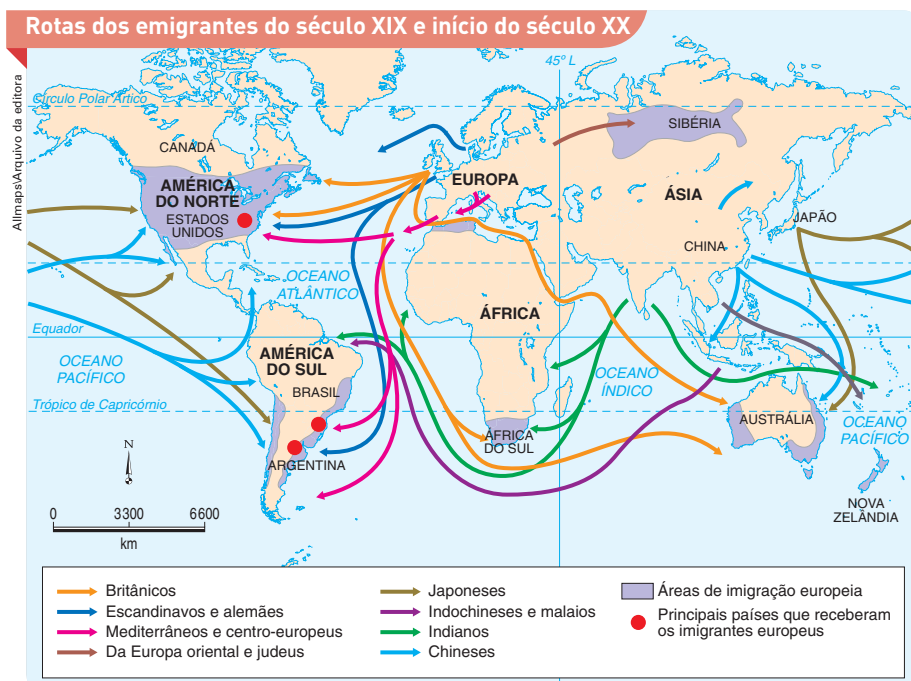 Rotas dos emigrantes do século XIX e início do século XX
Allmaps\Arquivo da editora
45º L
Círculo Polar Ártico
SIBÉRIA
CANADÁ
EUROPA
AMÉRICA
DO NORTE
ESTADOS
UNIDOS
ÁSIA
JAPÃO
CHINA
OCEANO
ATLÂNTICO
ÁFRICA
Equador
AMÉRICA
DO SUL
OCEANO
PACÍFICO
BRASIL
OCEANO
ÍNDICO
Trópico de Capricórnio
AUSTRÁLIA
OCEANO
PACÍFICO
ÁFRICA
DO SUL
ARGENTINA
N
NOVA
ZELÂNDIA
0 3300 6600
km
Britânicos
Escandinavos e alemães
Mediterrâneos e centro-europeus
Da Europa oriental e judeus
Japoneses
Indochineses e malaios
Indianos
Chineses
Áreas de imigração europeia
Principais países que receberam
os imigrantes europeus